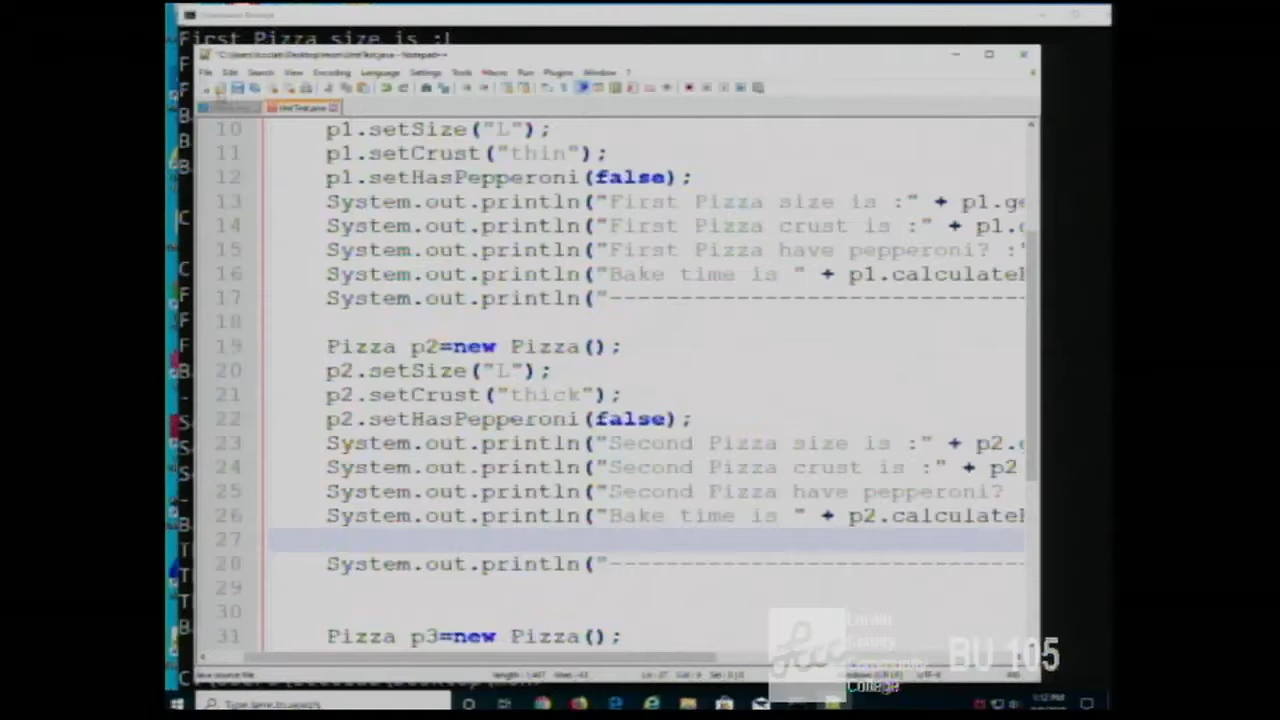 First Pizza size is :L
File Edit Search View Encoding Language Settings Tools Macro Run Plugins Window ?
10 p1.setSize("L");
11 p1.setCrust("thin");
12 p1.setHasPepperoni(false);
13 System.out.println("First Pizza size is :" + p1.ge
14 System.out.println("First Pizza crust is :" + p1.
15 System.out.println("First Pizza have pepperoni? :"
16 System.out.println("Bake time is " + p1.calculate
17 System.out.println("------------------------------
18
19 Pizza p2=new Pizza();
20 p2.setSize("L");
21 p2.setCrust("thick");
22 p2.setHasPepperoni(false);
23 System.out.println("Second Pizza size is :" + p2.
24 System.out.println("Second Pizza crust is :" + p2
25 System.out.println("Second Pizza have pepperoni?
26 System.out.println("Bake time is " + p2.calculate
27
28 System.out.println("------------------------------
29
30
31 Pizza p3=new Pizza();
lccc
County
Community
College
BU 105